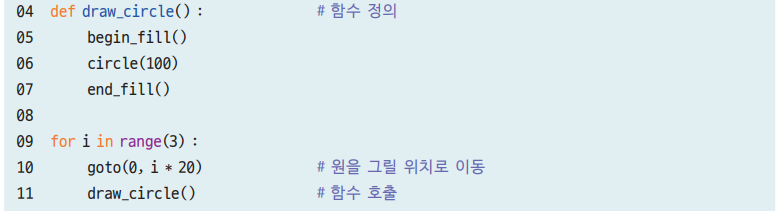 04 def draw_circle(): # 함수 정의
05 begin_fill()
06 circle(100)
07 end_fill()
08
09 for i in range(3):
10 goto(0, i * 20) # 원을 그릴 위치로 이동
11 draw_circle() # 함수 호출